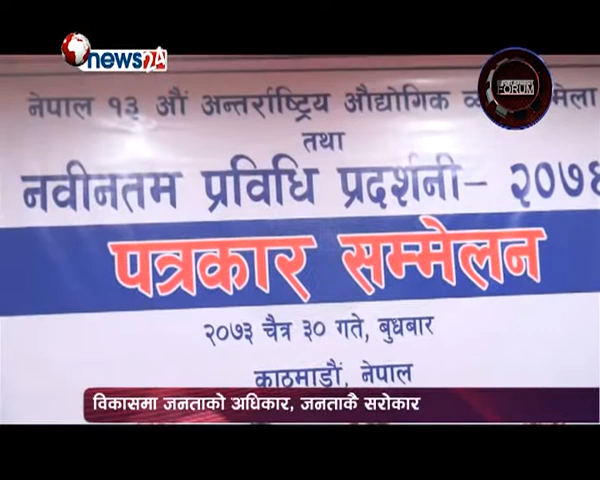 news24
FORUM
नेपाल १३ औं अन्तर्राष्ट्रिय औद्योगिक मेला
तथा
नवीनतम प्रविधि प्रदर्शनी- २०७४
पत्रकार सम्मेलन
२०७३ चैत्र ३० गते, बुधबार
काठमाडौं, नेपाल
विकासमा जनताको अधिकार, जनताकै सरोकार